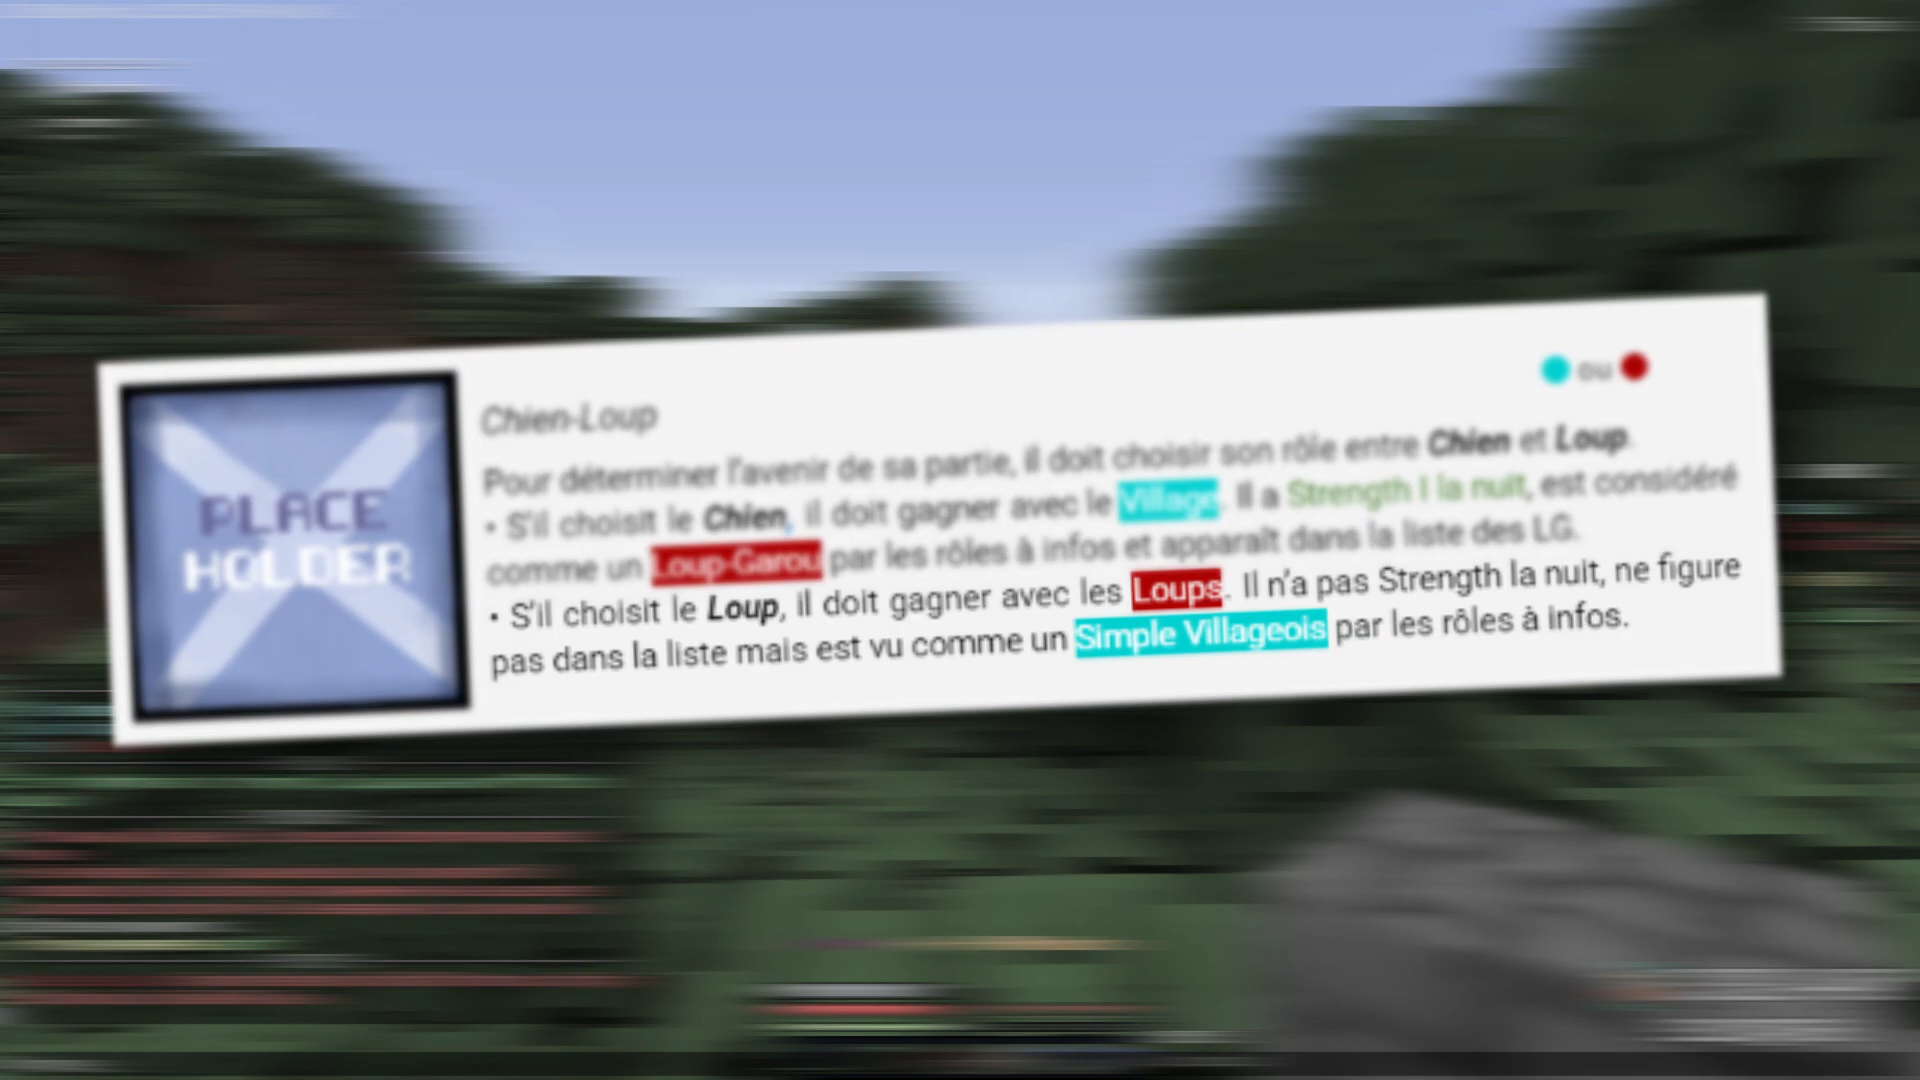 PLACE
HOLDER
ou
Chien-Loup
Pour déterminer l'avenir de sa partie, il doit choisir son rôle entre Chien et Loup.
• S'il choisit le Chien, il doit gagner avec le Village. Il a Strength I la nuit, est considéré
comme un Loup-Garou par les rôles à infos et apparaît dans la liste des LG.
• S'il choisit le Loup, il doit gagner avec les Loups. Il n'a pas Strength la nuit, ne figure
pas dans la liste mais est vu comme un Simple Villageois par les rôles à infos.